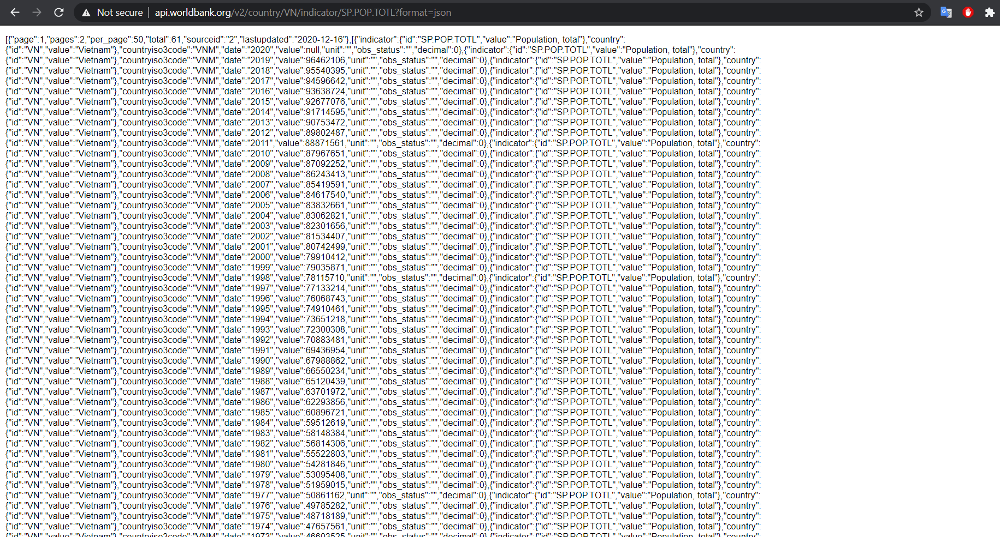 Not secure | api.worldbank.org/v2/country/VN/indicator/SP.POP.TOTL?format=json
[{"page":1,"pages":2,"per_page":50,"total":61,"sourceid":"2","lastupdated":"2020-12-16"},[{"indicator":{"id":"SP.POP.TOTL","value":"Population, total"},"country":
{"id":"VN","value":"Vietnam"},"countryiso3code":"VNM","date":"2020","value":null,"unit":"","obs_status":"","decimal":0},{"indicator":{"id":"SP.POP.TOTL","value":"Population, total"},"country":
{"id":"VN","value":"Vietnam"},"countryiso3code":"VNM","date":"2019","value":96462106,"unit":"","obs_status":"","decimal":0},{"indicator":{"id":"SP.POP.TOTL","value":"Population, total"},"country":
{"id":"VN","value":"Vietnam"},"countryiso3code":"VNM","date":"2018","value":95540395,"unit":"","obs_status":"","decimal":0},{"indicator":{"id":"SP.POP.TOTL","value":"Population, total"},"country":
{"id":"VN","value":"Vietnam"},"countryiso3code":"VNM","date":"2017","value":94596642,"unit":"","obs_status":"","decimal":0},{"indicator":{"id":"SP.POP.TOTL","value":"Population, total"},"country":
{"id":"VN","value":"Vietnam"},"countryiso3code":"VNM","date":"2016","value":93638724,"unit":"","obs_status":"","decimal":0},{"indicator":{"id":"SP.POP.TOTL","value":"Population, total"},"country":
{"id":"VN","value":"Vietnam"},"countryiso3code":"VNM","date":"2015","value":92677076,"unit":"","obs_status":"","decimal":0},{"indicator":{"id":"SP.POP.TOTL","value":"Population, total"},"country":
{"id":"VN","value":"Vietnam"},"countryiso3code":"VNM","date":"2014","value":91714595,"unit":"","obs_status":"","decimal":0},{"indicator":{"id":"SP.POP.TOTL","value":"Population, total"},"country":
{"id":"VN","value":"Vietnam"},"countryiso3code":"VNM","date":"2013","value":90753472,"unit":"","obs_status":"","decimal":0},{"indicator":{"id":"SP.POP.TOTL","value":"Population, total"},"country":
{"id":"VN","value":"Vietnam"},"countryiso3code":"VNM","date":"2012","value":89802487,"unit":"","obs_status":"","decimal":0},{"indicator":{"id":"SP.POP.TOTL","value":"Population, total"},"country":
{"id":"VN","value":"Vietnam"},"countryiso3code":"VNM","date":"2011","value":88871561,"unit":"","obs_status":"","decimal":0},{"indicator":{"id":"SP.POP.TOTL","value":"Population, total"},"country":
{"id":"VN","value":"Vietnam"},"countryiso3code":"VNM","date":"2010","value":87967651,"unit":"","obs_status":"","decimal":0},{"indicator":{"id":"SP.POP.TOTL","value":"Population, total"},"country":
{"id":"VN","value":"Vietnam"},"countryiso3code":"VNM","date":"2009","value":87092252,"unit":"","obs_status":"","decimal":0},{"indicator":{"id":"SP.POP.TOTL","value":"Population, total"},"country":
{"id":"VN","value":"Vietnam"},"countryiso3code":"VNM","date":"2008","value":86243413,"unit":"","obs_status":"","decimal":0},{"indicator":{"id":"SP.POP.TOTL","value":"Population, total"},"country":
{"id":"VN","value":"Vietnam"},"countryiso3code":"VNM","date":"2007","value":85419591,"unit":"","obs_status":"","decimal":0},{"indicator":{"id":"SP.POP.TOTL","value":"Population, total"},"country":
{"id":"VN","value":"Vietnam"},"countryiso3code":"VNM","date":"2006","value":84617540,"unit":"","obs_status":"","decimal":0},{"indicator":{"id":"SP.POP.TOTL","value":"Population, total"},"country":
{"id":"VN","value":"Vietnam"},"countryiso3code":"VNM","date":"2005","value":83832661,"unit":"","obs_status":"","decimal":0},{"indicator":{"id":"SP.POP.TOTL","value":"Population, total"},"country":
{"id":"VN","value":"Vietnam"},"countryiso3code":"VNM","date":"2004","value":83062821,"unit":"","obs_status":"","decimal":0},{"indicator":{"id":"SP.POP.TOTL","value":"Population, total"},"country":
{"id":"VN","value":"Vietnam"},"countryiso3code":"VNM","date":"2003","value":82301656,"unit":"","obs_status":"","decimal":0},{"indicator":{"id":"SP.POP.TOTL","value":"Population, total"},"country":
{"id":"VN","value":"Vietnam"},"countryiso3code":"VNM","date":"2002","value":81534407,"unit":"","obs_status":"","decimal":0},{"indicator":{"id":"SP.POP.TOTL","value":"Population, total"},"country":
{"id":"VN","value":"Vietnam"},"countryiso3code":"VNM","date":"2001","value":80742499,"unit":"","obs_status":"","decimal":0},{"indicator":{"id":"SP.POP.TOTL","value":"Population, total"},"country":
{"id":"VN","value":"Vietnam"},"countryiso3code":"VNM","date":"2000","value":79910412,"unit":"","obs_status":"","decimal":0},{"indicator":{"id":"SP.POP.TOTL","value":"Population, total"},"country":
{"id":"VN","value":"Vietnam"},"countryiso3code":"VNM","date":"1999","value":79035871,"unit":"","obs_status":"","decimal":0},{"indicator":{"id":"SP.POP.TOTL","value":"Population, total"},"country":
{"id":"VN","value":"Vietnam"},"countryiso3code":"VNM","date":"1998","value":78115710,"unit":"","obs_status":"","decimal":0},{"indicator":{"id":"SP.POP.TOTL","value":"Population, total"},"country":
{"id":"VN","value":"Vietnam"},"countryiso3code":"VNM","date":"1997","value":77133214,"unit":"","obs_status":"","decimal":0},{"indicator":{"id":"SP.POP.TOTL","value":"Population, total"},"country":
{"id":"VN","value":"Vietnam"},"countryiso3code":"VNM","date":"1996","value":76068743,"unit":"","obs_status":"","decimal":0},{"indicator":{"id":"SP.POP.TOTL","value":"Population, total"},"country":
{"id":"VN","value":"Vietnam"},"countryiso3code":"VNM","date":"1995","value":74910461,"unit":"","obs_status":"","decimal":0},{"indicator":{"id":"SP.POP.TOTL","value":"Population, total"},"country":
{"id":"VN","value":"Vietnam"},"countryiso3code":"VNM","date":"1994","value":73651218,"unit":"","obs_status":"","decimal":0},{"indicator":{"id":"SP.POP.TOTL","value":"Population, total"},"country":
{"id":"VN","value":"Vietnam"},"countryiso3code":"VNM","date":"1993","value":72300308,"unit":"","obs_status":"","decimal":0},{"indicator":{"id":"SP.POP.TOTL","value":"Population, total"},"country":
{"id":"VN","value":"Vietnam"},"countryiso3code":"VNM","date":"1992","value":70883481,"unit":"","obs_status":"","decimal":0},{"indicator":{"id":"SP.POP.TOTL","value":"Population, total"},"country":
{"id":"VN","value":"Vietnam"},"countryiso3code":"VNM","date":"1991","value":69436954,"unit":"","obs_status":"","decimal":0},{"indicator":{"id":"SP.POP.TOTL","value":"Population, total"},"country":
{"id":"VN","value":"Vietnam"},"countryiso3code":"VNM","date":"1990","value":67988862,"unit":"","obs_status":"","decimal":0},{"indicator":{"id":"SP.POP.TOTL","value":"Population, total"},"country":
{"id":"VN","value":"Vietnam"},"countryiso3code":"VNM","date":"1989","value":66550234,"unit":"","obs_status":"","decimal":0},{"indicator":{"id":"SP.POP.TOTL","value":"Population, total"},"country":
{"id":"VN","value":"Vietnam"},"countryiso3code":"VNM","date":"1988","value":65120439,"unit":"","obs_status":"","decimal":0},{"indicator":{"id":"SP.POP.TOTL","value":"Population, total"},"country":
{"id":"VN","value":"Vietnam"},"countryiso3code":"VNM","date":"1987","value":63701972,"unit":"","obs_status":"","decimal":0},{"indicator":{"id":"SP.POP.TOTL","value":"Population, total"},"country":
{"id":"VN","value":"Vietnam"},"countryiso3code":"VNM","date":"1986","value":62293856,"unit":"","obs_status":"","decimal":0},{"indicator":{"id":"SP.POP.TOTL","value":"Population, total"},"country":
{"id":"VN","value":"Vietnam"},"countryiso3code":"VNM","date":"1985","value":60896721,"unit":"","obs_status":"","decimal":0},{"indicator":{"id":"SP.POP.TOTL","value":"Population, total"},"country":
{"id":"VN","value":"Vietnam"},"countryiso3code":"VNM","date":"1984","value":59512619,"unit":"","obs_status":"","decimal":0},{"indicator":{"id":"SP.POP.TOTL","value":"Population, total"},"country":
{"id":"VN","value":"Vietnam"},"countryiso3code":"VNM","date":"1983","value":58148384,"unit":"","obs_status":"","decimal":0},{"indicator":{"id":"SP.POP.TOTL","value":"Population, total"},"country":
{"id":"VN","value":"Vietnam"},"countryiso3code":"VNM","date":"1982","value":56814306,"unit":"","obs_status":"","decimal":0},{"indicator":{"id":"SP.POP.TOTL","value":"Population, total"},"country":
{"id":"VN","value":"Vietnam"},"countryiso3code":"VNM","date":"1981","value":55522803,"unit":"","obs_status":"","decimal":0},{"indicator":{"id":"SP.POP.TOTL","value":"Population, total"},"country":
{"id":"VN","value":"Vietnam"},"countryiso3code":"VNM","date":"1980","value":54281846,"unit":"","obs_status":"","decimal":0},{"indicator":{"id":"SP.POP.TOTL","value":"Population, total"},"country":
{"id":"VN","value":"Vietnam"},"countryiso3code":"VNM","date":"1979","value":53095408,"unit":"","obs_status":"","decimal":0},{"indicator":{"id":"SP.POP.TOTL","value":"Population, total"},"country":
{"id":"VN","value":"Vietnam"},"countryiso3code":"VNM","date":"1978","value":51959015,"unit":"","obs_status":"","decimal":0},{"indicator":{"id":"SP.POP.TOTL","value":"Population, total"},"country":
{"id":"VN","value":"Vietnam"},"countryiso3code":"VNM","date":"1977","value":50861162,"unit":"","obs_status":"","decimal":0},{"indicator":{"id":"SP.POP.TOTL","value":"Population, total"},"country":
{"id":"VN","value":"Vietnam"},"countryiso3code":"VNM","date":"1976","value":49785282,"unit":"","obs_status":"","decimal":0},{"indicator":{"id":"SP.POP.TOTL","value":"Population, total"},"country":
{"id":"VN","value":"Vietnam"},"countryiso3code":"VNM","date":"1975","value":48718189,"unit":"","obs_status":"","decimal":0},{"indicator":{"id":"SP.POP.TOTL","value":"Population, total"},"country":
{"id":"VN","value":"Vietnam"},"countryiso3code":"VNM","date":"1974","value":47657561,"unit":"","obs_status":"","decimal":0},{"indicator":{"id":"SP.POP.TOTL","value":"Population, total"},"country":
{"id":"VN","value":"Vietnam"},"countryiso3code":"VNM","date":"1973","value":46603525,"unit":"","obs_status":"","decimal":0},{"indicator":{"id":"SP.POP.TOTL","value":"Population, total"},"country":